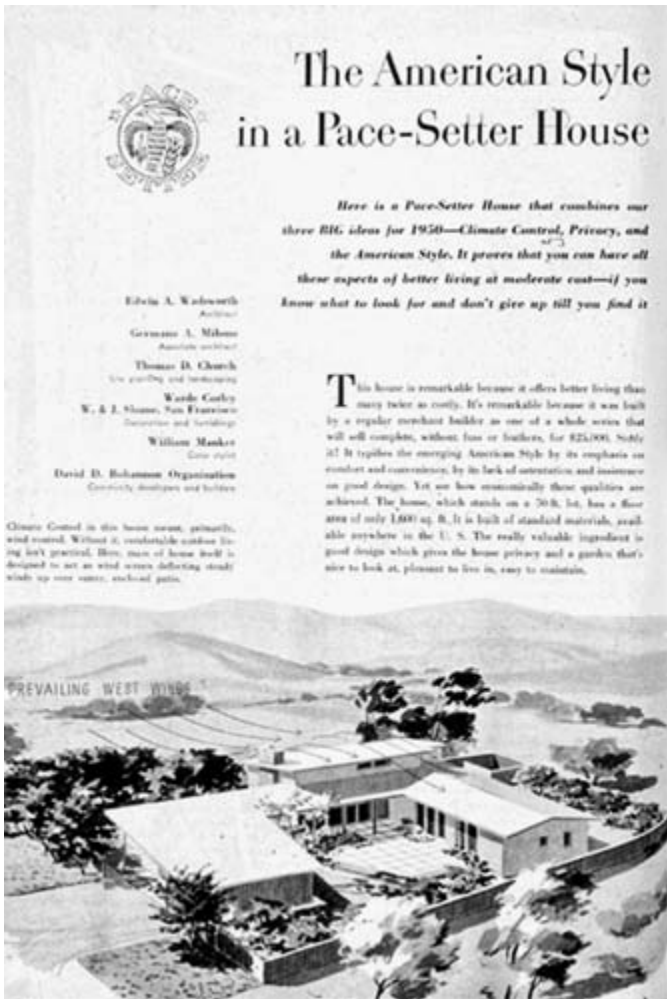 The American Style
in a Pace-Setter House
"PACE
SETTER"
Here is a Pace-Setter House that combines our
three BIG ideas for 1950—Climate Control, Privacy, and
the American Style. It proves that you can have all
these aspects of better living at moderate cost—if you
know what to look for and don't give up till you find it
Edwin A. Wadsworth
Architect
Germano A. Milono
Associate architect
Thomas D. Church
Site planning and landscaping
Warde Corley
W. & J. Sloane, San Francisco
Decoration and furnishings
William Manker
Color stylist
David D. Bohannon Organization
Community developers and builders
Climate Control in this house meant, primarily,
wind control. Without it, comfortable outdoor liv-
ing isn't practical. Here, mass of house itself is
designed to act as wind screen deflecting steady
winds up over sunny, enclosed patio.
This house is remarkable because it offers better living than
many twice as costly. It's remarkable because it was built
by a regular merchant builder as one of a whole series that
will sell complete, without fuss or bothers, for $25,000. Notify
it? It typifies the emerging American Style by its emphasis on
comfort and conveniency, by its lack of ostentation and insistence
on good design. Yet see how economically these qualities are
achieved. The house, which stands on a 70-ft. lot, has a floor
area of only 1,600 sq. ft. It is built of standard materials, avail-
able anywhere in the U. S. The really valuable ingredient is
good design which gives the house privacy and a garden that's
nice to look at, pleasant to live in, easy to maintain.
PREVAILING WEST WINDS